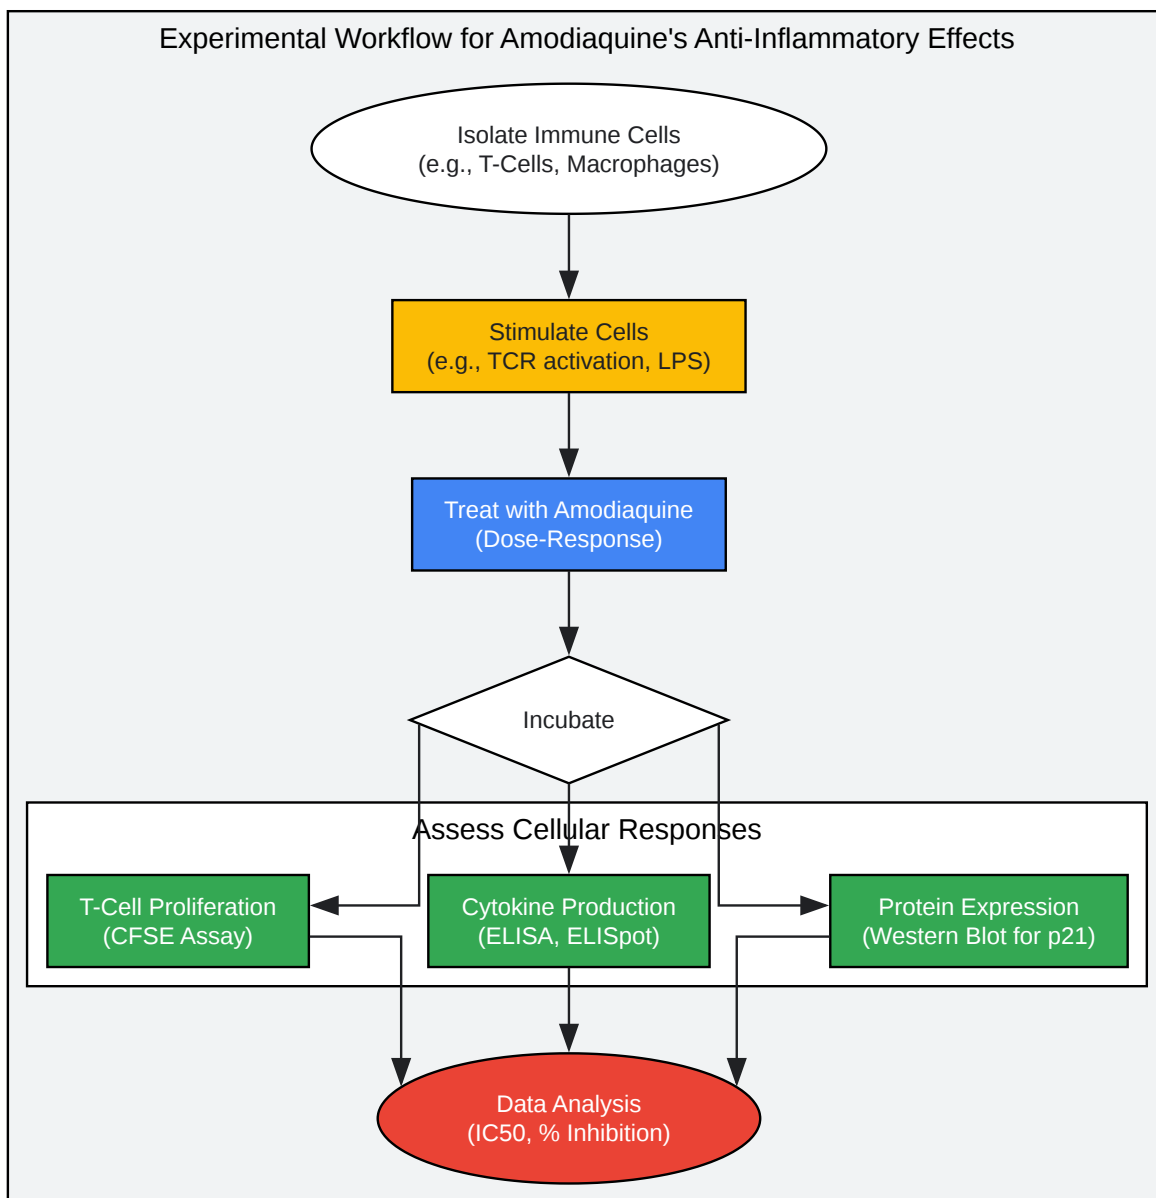 Experimental Workflow for Amodiaquine's Anti-Inflammatory Effects
Isolate Immune Cells
(e.g., T-Cells, Macrophages)
Stimulate Cells
(e.g., TCR activation, LPS)
Treat with Amodiaquine
(Dose-Response)
Incubate
Assess Cellular Responses
T-Cell Proliferation
(CFSE Assay)
Cytokine Production
(ELISA, ELISpot)
Protein Expression
(Western Blot for p21)
Data Analysis
(IC50, % Inhibition)